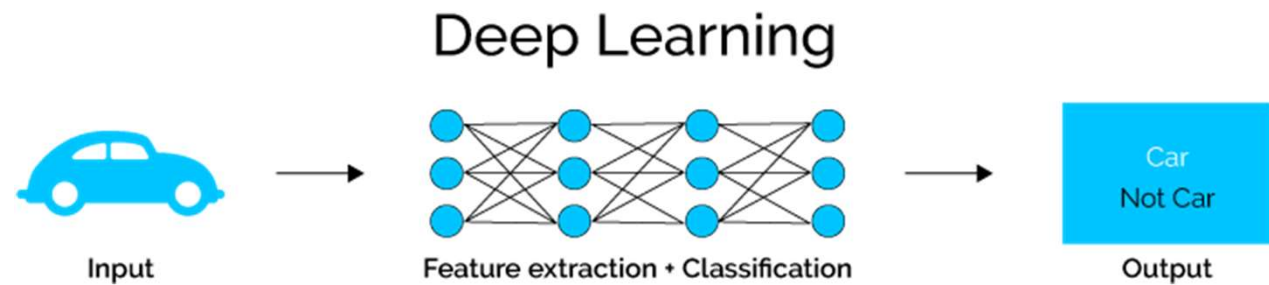 Deep Learning
Car
Not Car
Input
Feature extraction + Classification
Output